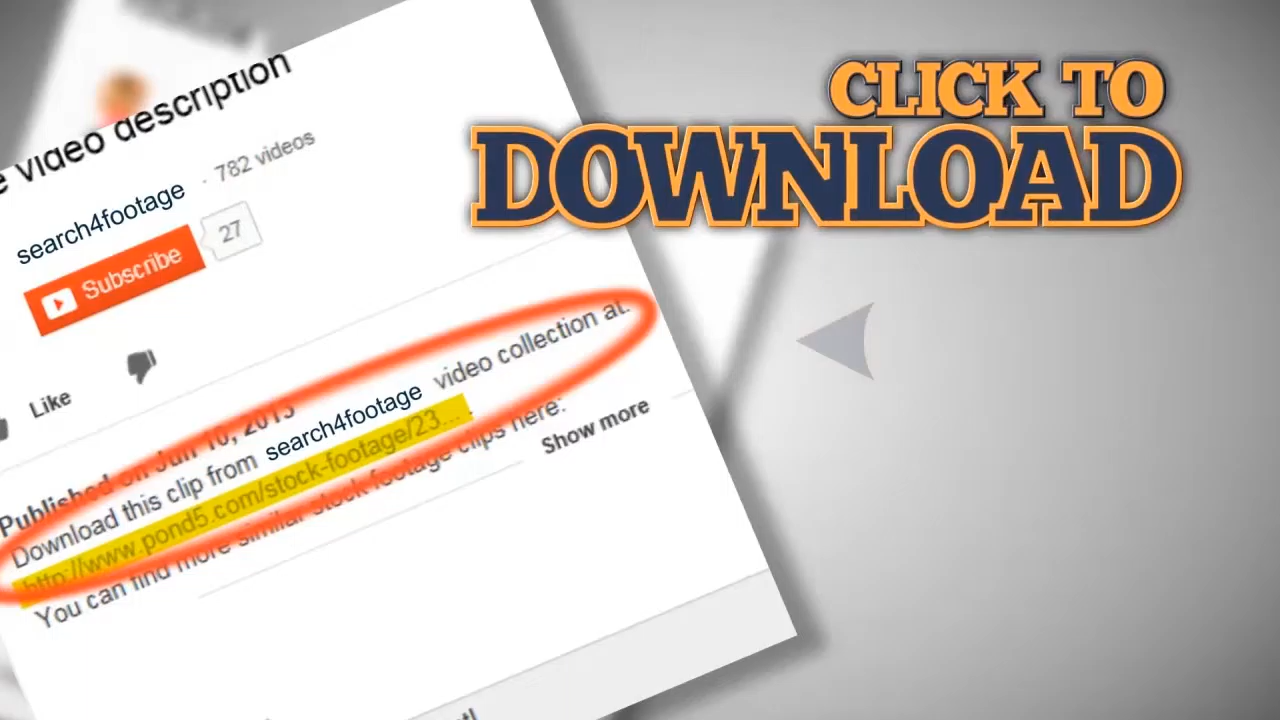 CLICK TO
DOWNLOAD
video description
search4footage · 782 videos
Subscribe 27
Like
Published on Jun 10, 2013
Download this clip from search4footage video collection at:
http://www.pond5.com/stock-footage/23... .
You can find more similar stock footage clips here:
Show more